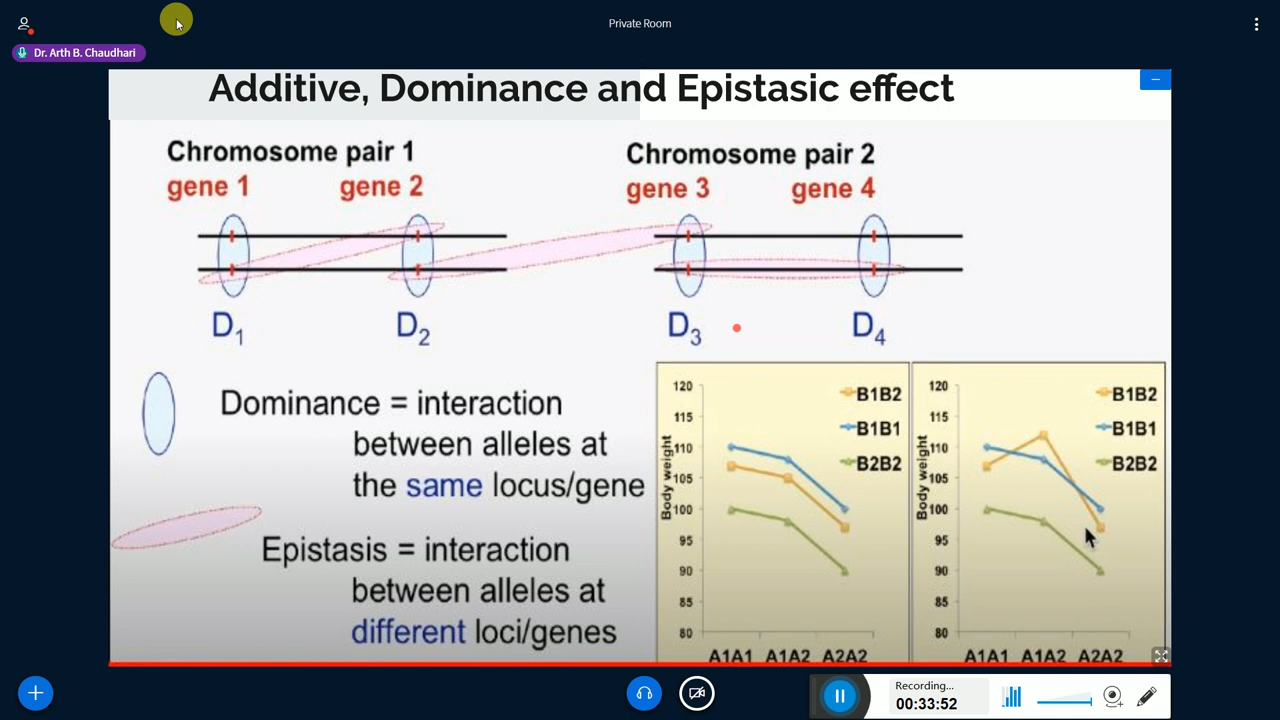 Private Room
Dr. Arth B. Chaudhari
Additive, Dominance and Epistasic effect
Chromosome pair 1
gene 1 gene 2
Chromosome pair 2
gene 3 gene 4
D1 D2 D3 D4
Dominance = interaction
between alleles at
the same locus/gene
Epistasis = interaction
between alleles at
different loci/genes
Body weight
120
115
110
105
100
95
90
85
80
B1B2
B1B1
B2B2
A1A1 A1A2 A2A2
Body weight
120
115
110
105
100
95
90
85
80
B1B2
B1B1
B2B2
A1A1 A1A2 A2A2
Recording...
00:33:52